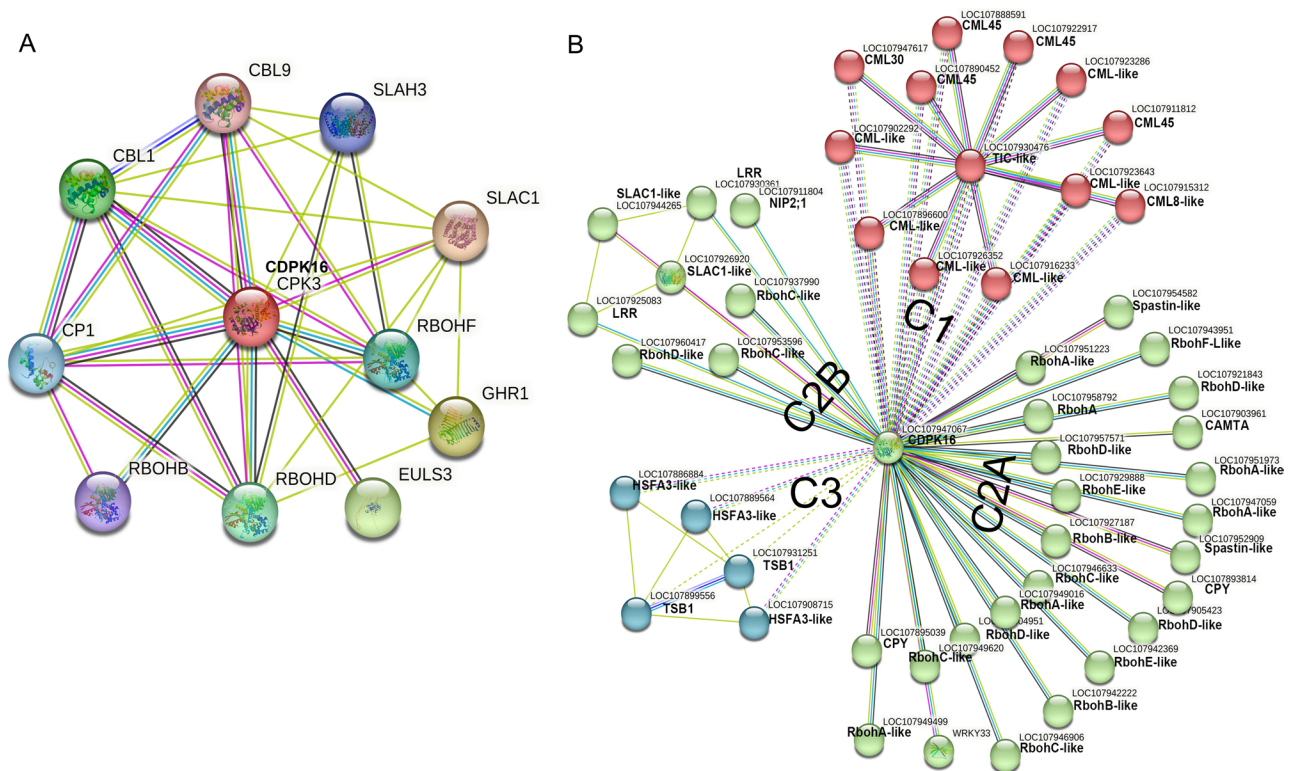 A
CBL9
SLAH3
CBL1
SLAC1
CDPK16
CPK3
CP1
RBOHF
GHR1
RBOHB
RBOHD
EULS3
B
LOC107888591
CML45
LOC107922917
CML45
LOC107947617
CML30
LOC107890452
CML45
LOC107923286
CML-like
LOC107911812
CML45
LOC107902292
CML-like
LOC107930476
TIC-like
LOC107923643
CML-like
LOC107915312
CML8-like
LOC107896600
CML-like
LOC107926352
CML-like
LOC107916233
CML-like
C1
LRR
LOC107930361
LOC107911804
NIP2;1
SLAC1-like
LOC107944265
LOC107926920
SLAC1-like
LOC107937990
RbohC-like
LOC107925083
LRR
LOC107960417
RbohD-like
LOC107953596
RbohC-like
C2B
LOC107954582
Spastin-like
LOC107943951
RbohF-LIike
LOC107951223
RbohA-like
LOC107921843
RbohD-like
LOC107958792
RbohA
LOC107903961
CAMTA
LOC107947067
CDPK16
LOC107957571
RbohD-like
LOC107951973
RbohA-like
LOC107929888
RbohE-like
LOC107947059
RbohA-like
C2A
LOC107927187
RbohB-like
LOC107952909
Spastin-like
LOC107946633
RbohC-like
LOC107893814
CPY
LOC107949016
RbohA-like
905423
RbohD-like
04951
RbohD-like
LOC107942369
RbohE-like
LOC107895039
CPY
LOC107949620
RbohC-like
LOC107942222
RbohB-like
LOC107949499
RbohA-like
WRKY33
LOC107946906
RbohC-like
C3
LOC107886884
HSFA3-like
LOC107889564
HSFA3-like
LOC107931251
TSB1
LOC107899556
TSB1
LOC107908715
HSFA3-like